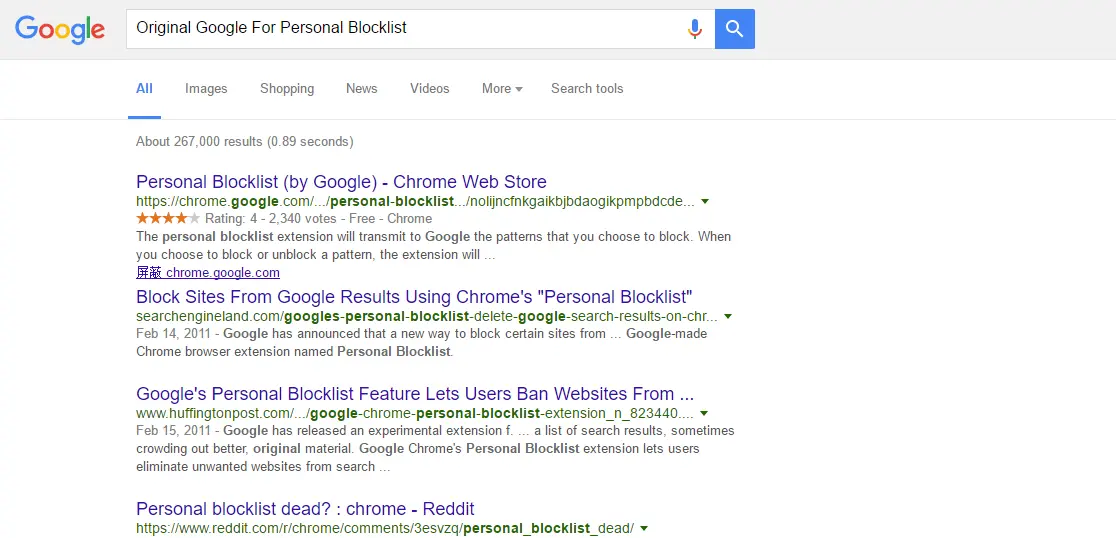 Google
Original Google For Personal Blocklist
All Images Shopping News Videos More Search tools
About 267,000 results (0.89 seconds)
Personal Blocklist (by Google) - Chrome Web Store
https://chrome.google.com/.../personal-blocklist.../nolijncfnkgaikbjbdaogikpmpbdcde...
Rating: 4 - 2,340 votes - Free - Chrome
The personal blocklist extension will transmit to Google the patterns that you choose to block. When
you choose to block or unblock a pattern, the extension will ...
屏蔽 chrome.google.com
Block Sites From Google Results Using Chrome's "Personal Blocklist"
searchengineland.com/googles-personal-blocklist-delete-google-search-results-on-chr...
Feb 14, 2011 - Google has announced that a new way to block certain sites from ... Google-made
Chrome browser extension named Personal Blocklist.
Google's Personal Blocklist Feature Lets Users Ban Websites From ...
www.huffingtonpost.com/.../google-chrome-personal-blocklist-extension_n_823440....
Feb 15, 2011 - Google has released an experimental extension f. ... a list of search results, sometimes
crowding out better, original material. Google Chrome's Personal Blocklist extension lets users
eliminate unwanted websites from search ...
Personal blocklist dead? : chrome - Reddit
https://www.reddit.com/r/chrome/comments/3esvzq/personal_blocklist_dead/